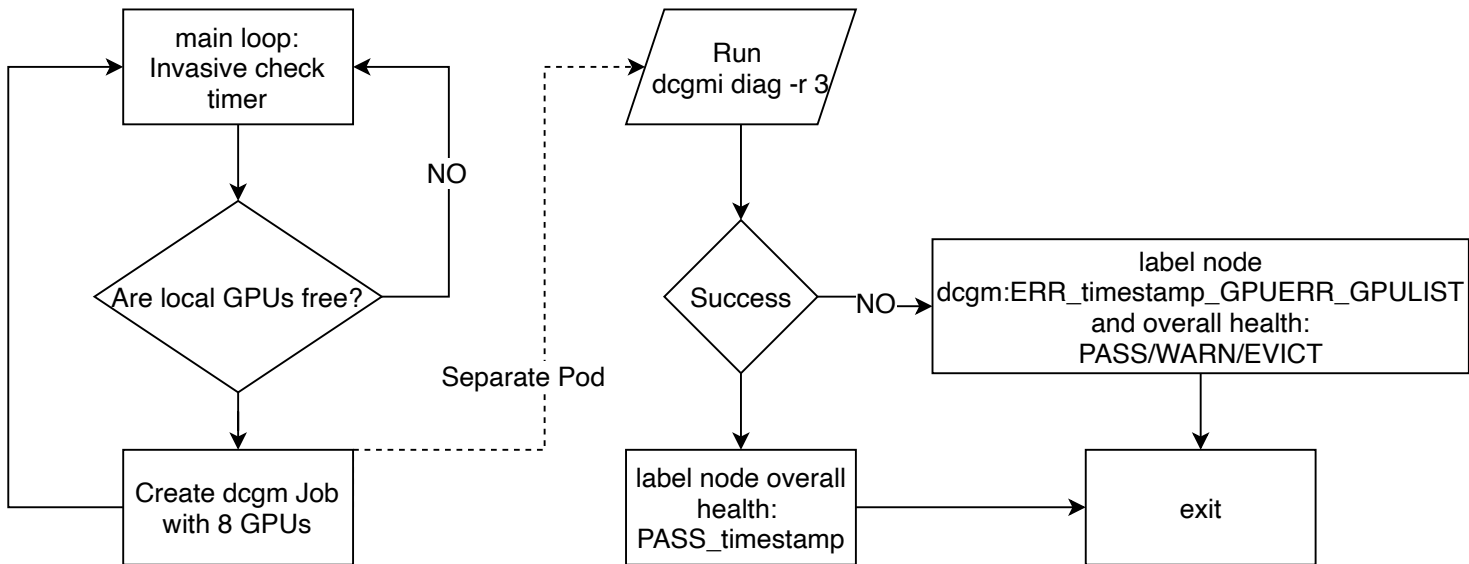 main loop:
Invasive check
timer
NO
Are local GPUs free?
Create dcgm Job
with 8 GPUs
Separate Pod
Run
dcgmi diag -r 3
Success
NO
label node
dcgm:ERR_timestamp_GPUERR_GPULIST
and overall health:
PASS/WARN/EVICT
label node overall
health:
PASS_timestamp
exit